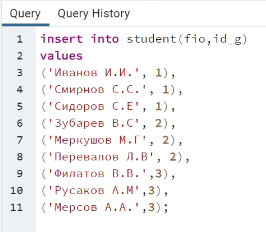 Query Query History
1 insert into student(fio,id_g)
2 values
3 ('Иванов И.И.', 1),
4 ('Смирнов С.С.', 1),
5 ('Сидоров С.Е', 1),
6 ('Зубарев В.С', 2),
7 ('Меркушов М.Г', 2),
8 ('Перевалов Л.В', 2),
9 ('Филатов В.В.',3),
10 ('Русаков А.М',3),
11 ('Мерсов А.А.',3);